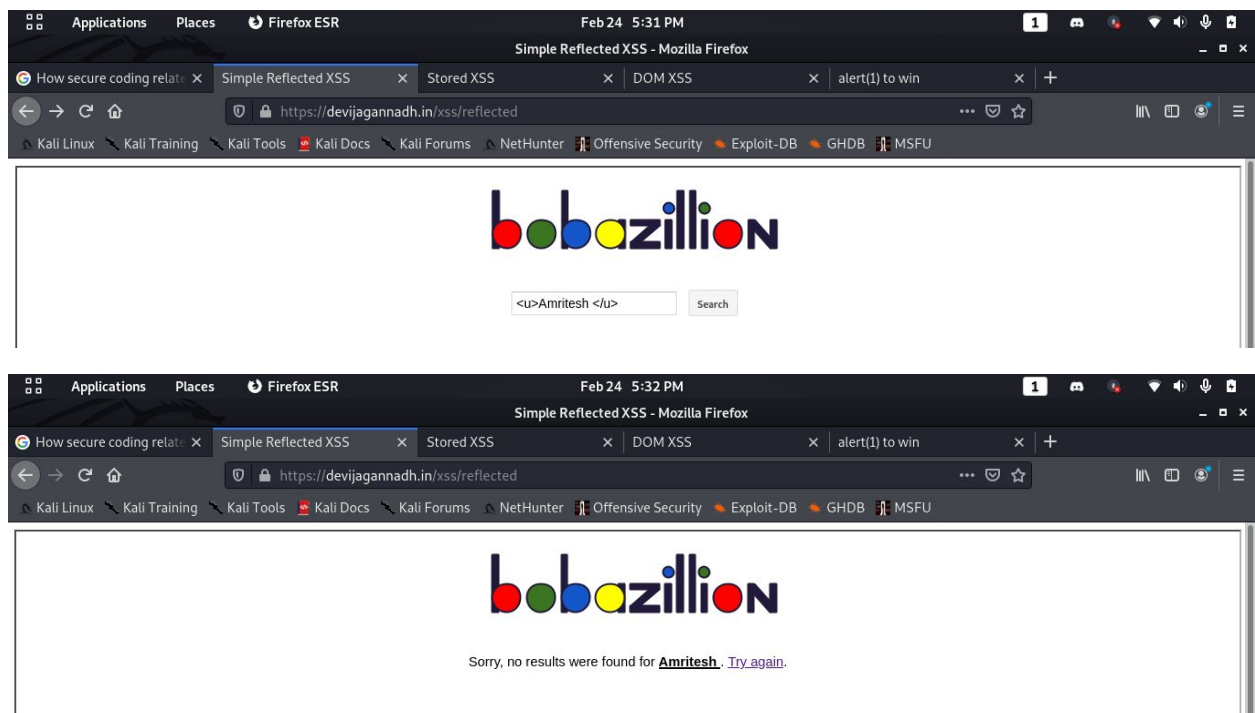 Applications Places Firefox ESR Feb 24 5:31 PM 1
Simple Reflected XSS - Mozilla Firefox
How secure coding relate Simple Reflected XSS Stored XSS DOM XSS alert(1) to win
https://devijagannadh.in/xss/reflected
Kali Linux Kali Training Kali Tools Kali Docs Kali Forums NetHunter Offensive Security Exploit-DB GHDB MSFU
bobazillion
<u>Amritesh </u> Search
Applications Places Firefox ESR Feb 24 5:32 PM 1
Simple Reflected XSS - Mozilla Firefox
How secure coding relate Simple Reflected XSS Stored XSS DOM XSS alert(1) to win
https://devijagannadh.in/xss/reflected
Kali Linux Kali Training Kali Tools Kali Docs Kali Forums NetHunter Offensive Security Exploit-DB GHDB MSFU
bobazillion
Sorry, no results were found for Amritesh . Try again.